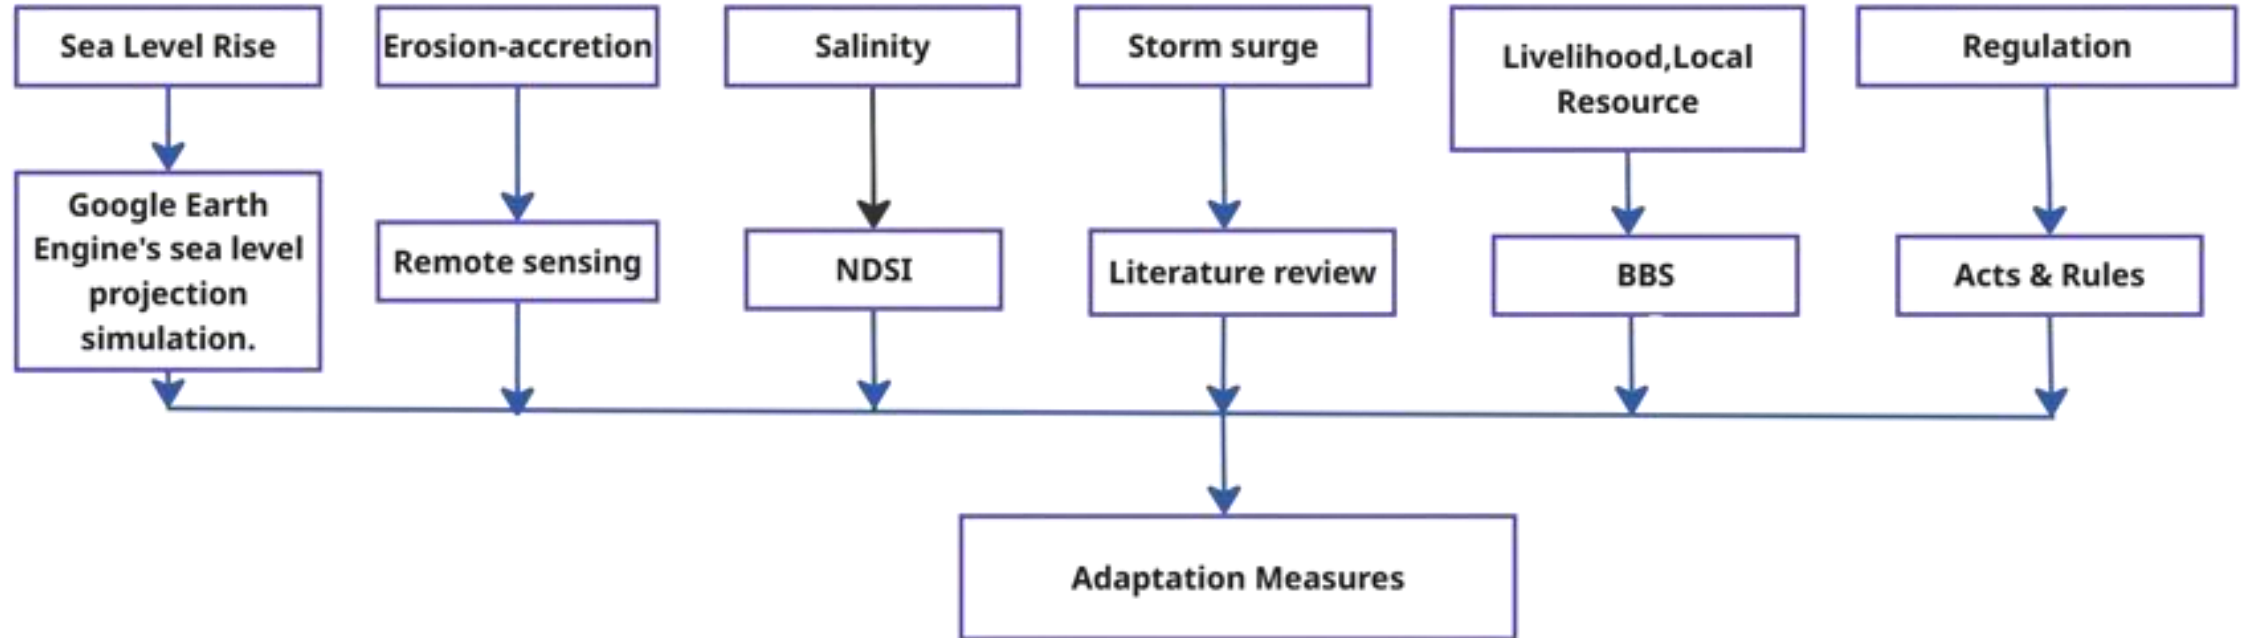 Sea Level Rise
Erosion-accretion
Salinity
Storm surge
Livelihood,Local
Resource
Regulation
Google Earth
Engine's sea level
projection
simulation.
Remote sensing
NDSI
Literature review
BBS
Acts & Rules
Adaptation Measures